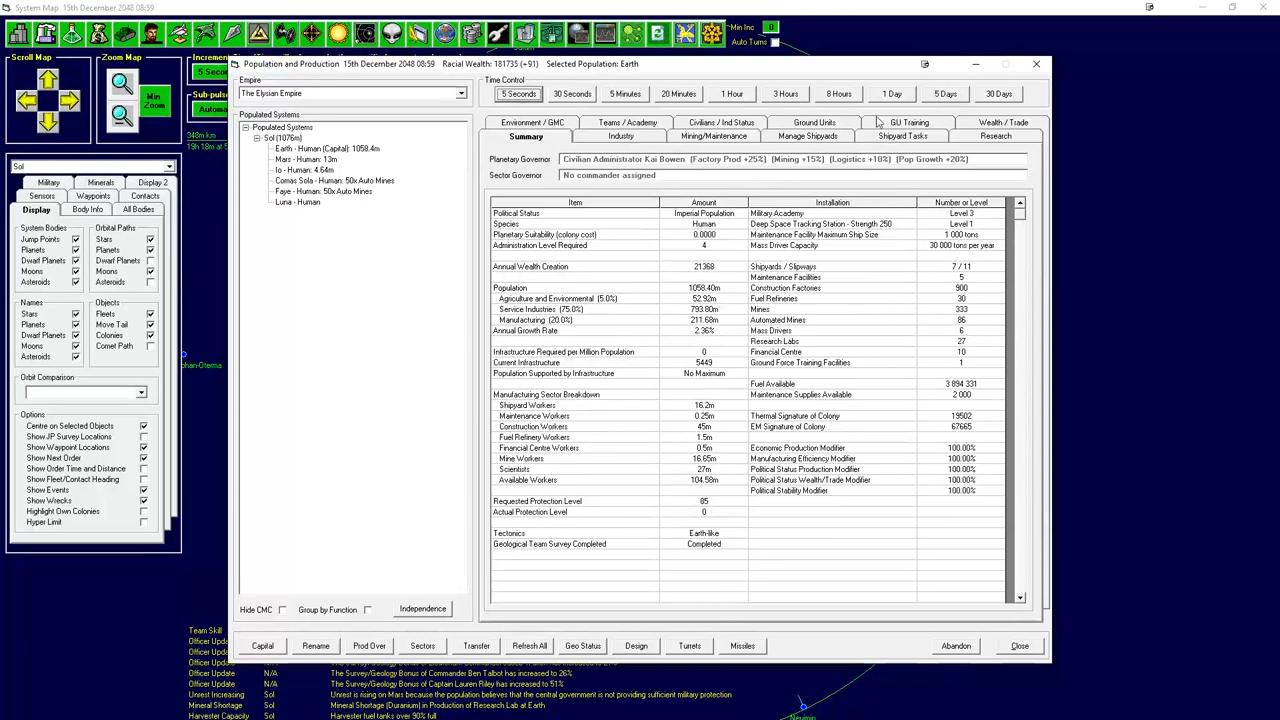 System Map 15th December 2048 08:59
Min Inc 0
Auto Turns
Scroll Map
Zoom Map
Min Zoom
Increment
5 Second
Sub-pulse
Automa
348m k
19h 18m to
Population and Production 15th December 2048 08:59 Racial Wealth: 181735 (+91) Selected Population: Earth
Empire
The Elysian Empire
Time Control
5 Seconds 30 Seconds 5 Minutes 20 Minutes 1 Hour 3 Hours 8 Hours 1 Day 5 Days 30 Days
Populated Systems
Populated Systems
Sol (1076m)
Earth - Human (Capital): 1058.4m
Mars - Human: 13m
Io - Human: 4.64m
Comas Sola - Human: 50x Auto Mines
Faye - Human: 50x Auto Mines
Luna - Human
Environment / GMC Teams / Academy Civilians / Ind Status Ground Units GU Training Wealth / Trade
Summary Industry Mining/Maintenance Manage Shipyards Shipyard Tasks Research
Planetary Governor Civilian Administrator Kai Bowen (Factory Prod +25%) (Mining +15%) (Logistics +10%) (Pop Growth +20%)
Sector Governor No commander assigned
Item Amount Installation Number or Level
Political Status Imperial Population Military Academy Level 3
Species Human Deep Space Tracking Station - Strength 250 Level 1
Planetary Suitability (colony cost) 0.0000 Maintenance Facility Maximum Ship Size 1 000 tons
Administration Level Required 4 Mass Driver Capacity 30 000 tons per year
Annual Wealth Creation 21368 Shipyards / Slipways 7 / 11
Maintenance Facilities 5
Population 1058.40m Construction Factories 900
Agriculture and Environmental (5.0%) 52.92m Fuel Refineries 30
Service Industries (75.0%) 793.80m Mines 333
Manufacturing (20.0%) 211.68m Automated Mines 86
Annual Growth Rate 2.36% Mass Drivers 6
Research Labs 27
Infrastructure Required per Million Population 0 Financial Centre 10
Current Infrastructure 5449 Ground Force Training Facilities 1
Population Supported by Infrastructure No Maximum
Fuel Available 3 894 331
Manufacturing Sector Breakdown Maintenance Supplies Available 2 000
Shipyard Workers 16.2m
Maintenance Workers 0.25m Thermal Signature of Colony 19502
Construction Workers 45m EM Signature of Colony 67665
Fuel Refinery Workers 1.5m
Financial Centre Workers 0.5m Economic Production Modifier 100.00%
Mine Workers 16.65m Manufacturing Efficiency Modifier 100.00%
Scientists 27m Political Status Production Modifier 100.00%
Available Workers 104.58m Political Status Wealth/Trade Modifier 100.00%
Political Stability Modifier 100.00%
Requested Protection Level 85
Actual Protection Level 0
Tectonics Earth-like
Geological Team Survey Completed Completed
Hide CMC Group by Function Independence
Capital Rename Prod Over Sectors Transfer Refresh All Geo Status Design Turrets Missiles Abandon Close
Sol
Military Minerals Display 2
Sensors Waypoints Contacts
Display Body Info All Bodies
System Bodies Orbital Paths
Jump Points Stars
Planets Planets
Dwarf Planets Dwarf Planets
Moons Moons
Asteroids Asteroids
Names Objects
Stars Fleets
Planets Move Tail
Dwarf Planets Colonies
Moons Comet Path
Asteroids
Orbit Comparison
Options
Centre on Selected Objects
Show JP Survey Locations
Show Waypoint Locations
Show Next Order
Show Order Time and Distance
Show Fleet/Contact Heading
Show Events
Show Wrecks
Highlight Own Colonies
Hyper Limit
phan-Oterma
Team Skill
Officer Upda
Officer Upda
Officer Update N/A The Survey/Geology Bonus of Commander Ben Talbot has increased to 26%
Officer Update N/A The Survey/Geology Bonus of Captain Lauren Riley has increased to 51%
Unrest Increasing Sol Unrest is rising on Mars because the population believes that the central government is not providing sufficient military protection
Mineral Shortage Sol Mineral Shortage (Duranium) in Production of Research Lab at Earth
Harvester Capacity Sol Harvester fuel tanks over 90% full
Neujmin